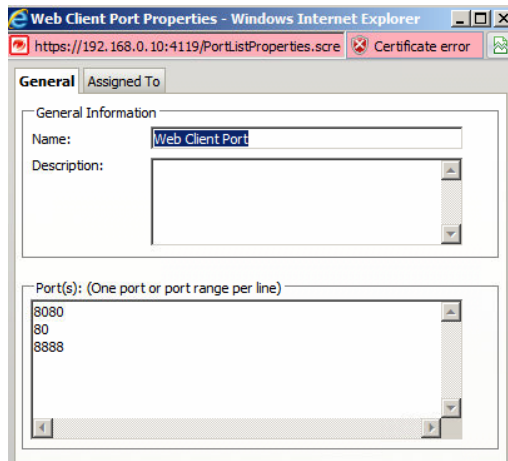 Web Client Port Properties - Windows Internet Explorer
https://192.168.0.10:4119/PortListProperties.scre Certificate error
General Assigned To
General Information
Name: Web Client Port
Description:
Port(s): (One port or port range per line)
8080
80
8888